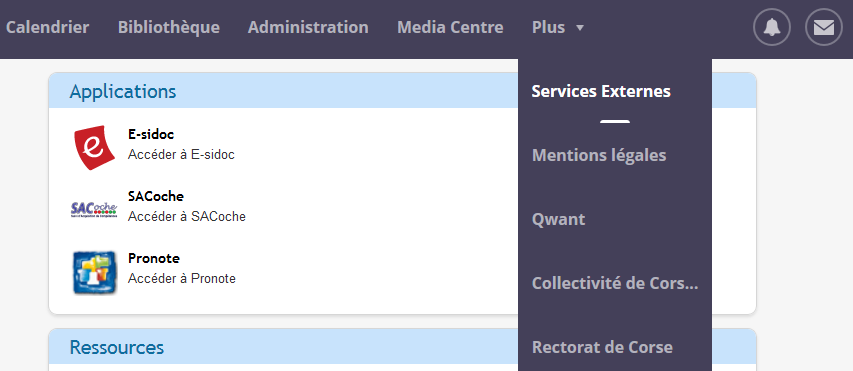 Calendrier Bibliothèque Administration Media Centre Plus
Services Externes
Mentions légales
Qwant
Collectivité de Cors...
Rectorat de Corse
Applications
E-sidoc
Accéder à E-sidoc
SACoche
SACoche
Accéder à SACoche
Pronote
Accéder à Pronote
Ressources